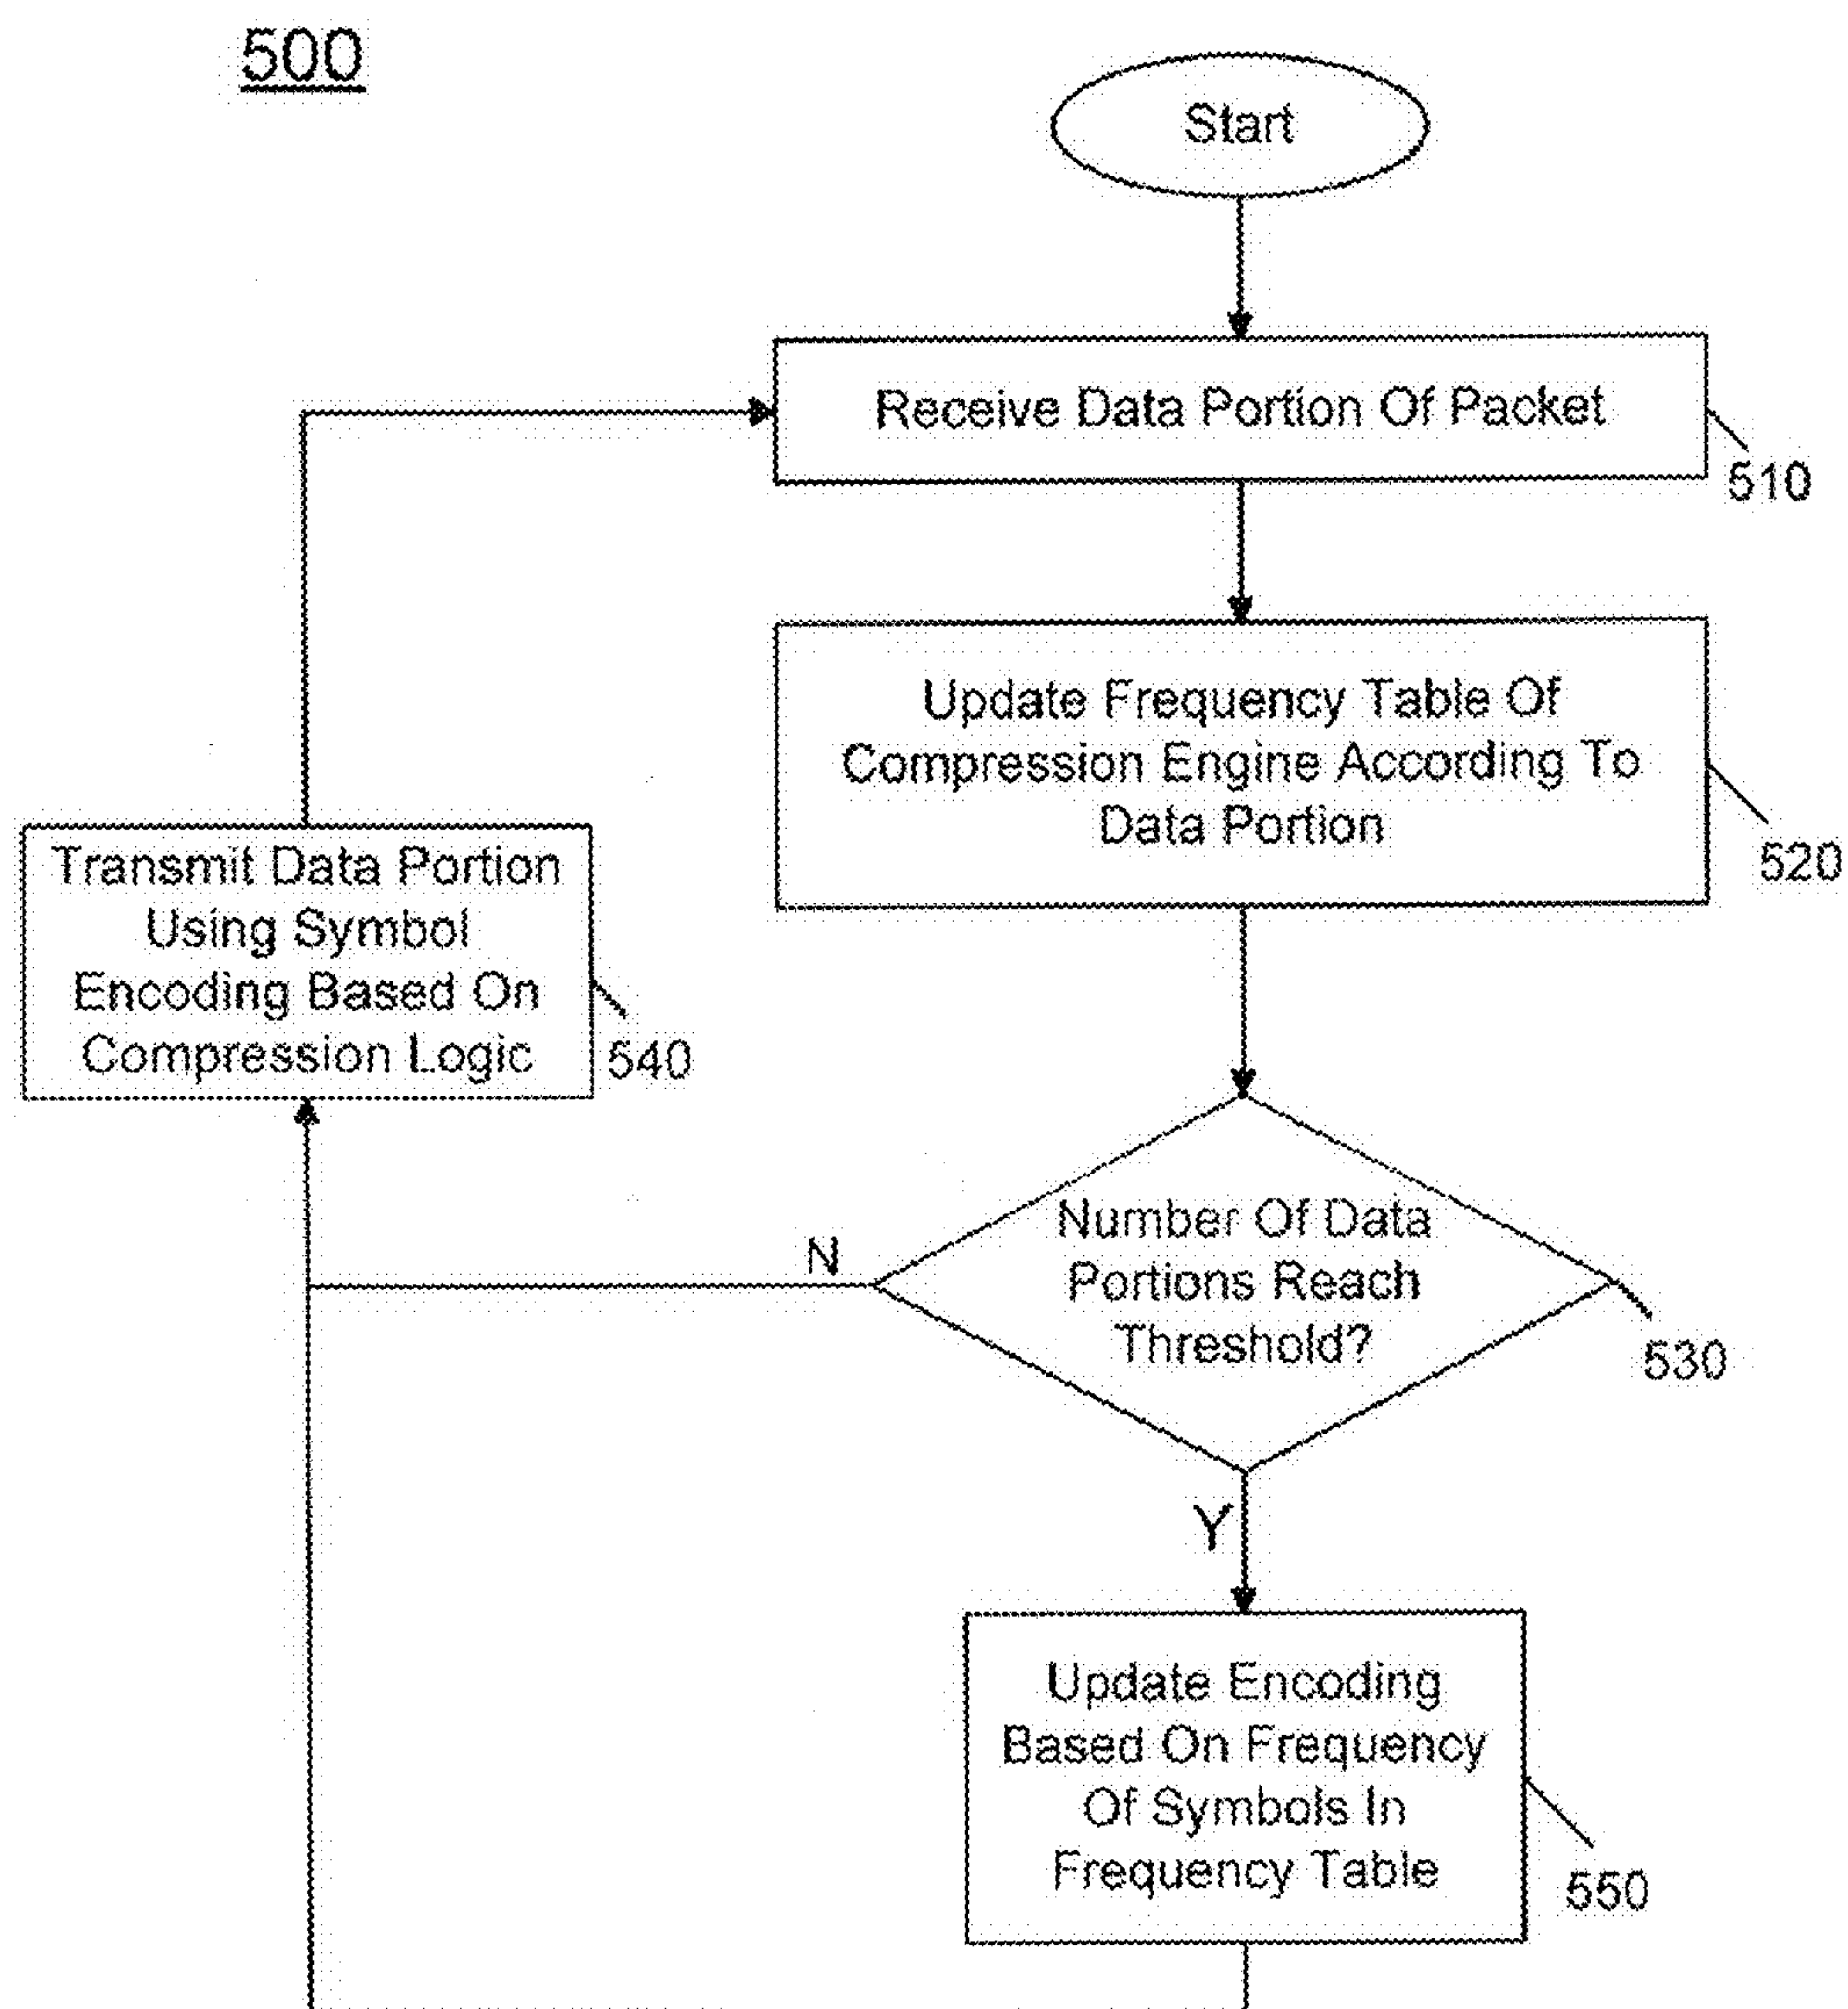 500
Start
Receive Data Portion Of Packet
510
Update Frequency Table Of
Compression Engine According To
Data Portion
520
Transmit Data Portion
Using Symbol
Encoding Based On
Compression Logic
540
Number Of Data
Portions Reach
Threshold?
530
N
Y
Update Encoding
Based On Frequency
Of Symbols In
Frequency Table
550